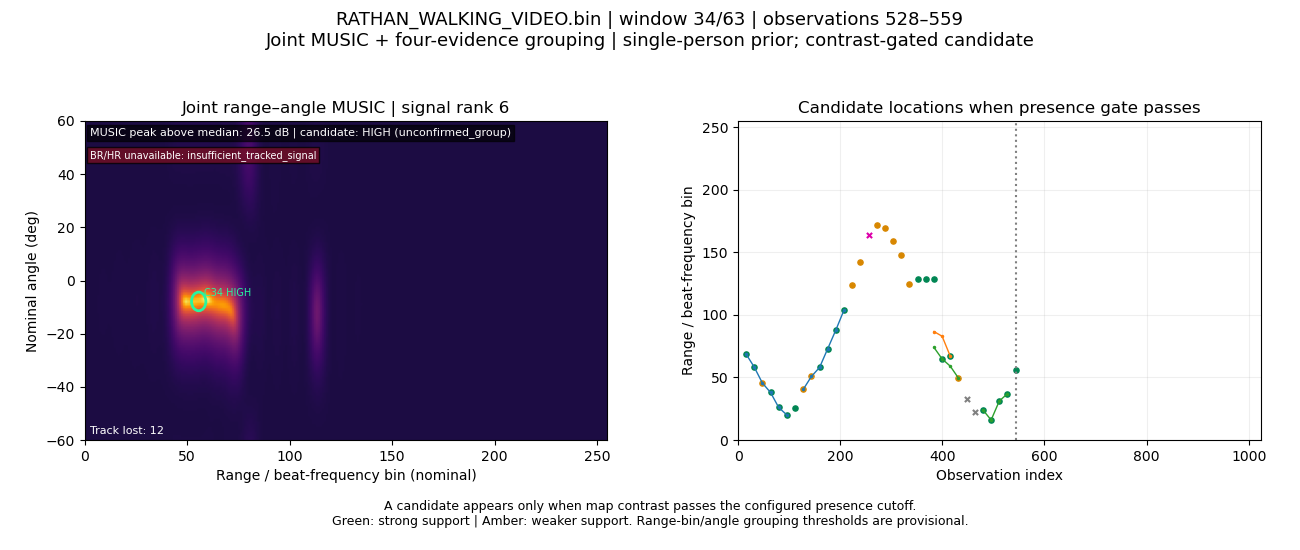 RATHAN_WALKING_VIDEO.bin | window 34/63 | observations 528–559
Joint MUSIC + four-evidence grouping | single-person prior; contrast-gated candidate
Joint range–angle MUSIC | signal rank 6
MUSIC peak above median: 26.5 dB | candidate: HIGH (unconfirmed_group)
BR/HR unavailable: insufficient_tracked_signal
C34 HIGH
Track lost: 12
Nominal angle (deg)
60
40
20
0
−20
−40
−60
0 50 100 150 200 250
Range / beat-frequency bin (nominal)
Candidate locations when presence gate passes
Range / beat-frequency bin
250
200
150
100
50
0
0 200 400 600 800 1000
Observation index
A candidate appears only when map contrast passes the configured presence cutoff.
Green: strong support | Amber: weaker support. Range-bin/angle grouping thresholds are provisional.